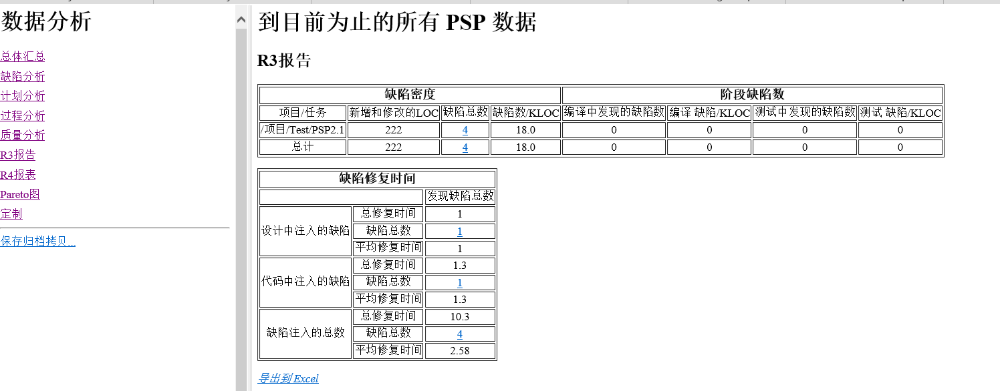 数据分析
总体汇总
缺陷分析
计划分析
过程分析
质量分析
R3报告
R4报表
Pareto图
定制
保存归档拷贝...
到目前为止的所有 PSP 数据
R3报告
缺陷密度 阶段缺陷数
项目/任务 新增和修改的LOC 缺陷总数 缺陷数/KLOC 编译中发现的缺陷数 编译 缺陷/KLOC 测试中发现的缺陷数 测试 缺陷/KLOC
/项目/Test/PSP2.1 222 4 18.0 0 0 0 0
总计 222 4 18.0 0 0 0 0
缺陷修复时间
发现缺陷总数
设计中注入的缺陷 总修复时间 1
缺陷总数 1
平均修复时间 1
代码中注入的缺陷 总修复时间 1.3
缺陷总数 1
平均修复时间 1.3
缺陷注入的总数 总修复时间 10.3
缺陷总数 4
平均修复时间 2.58
导出到 Excel